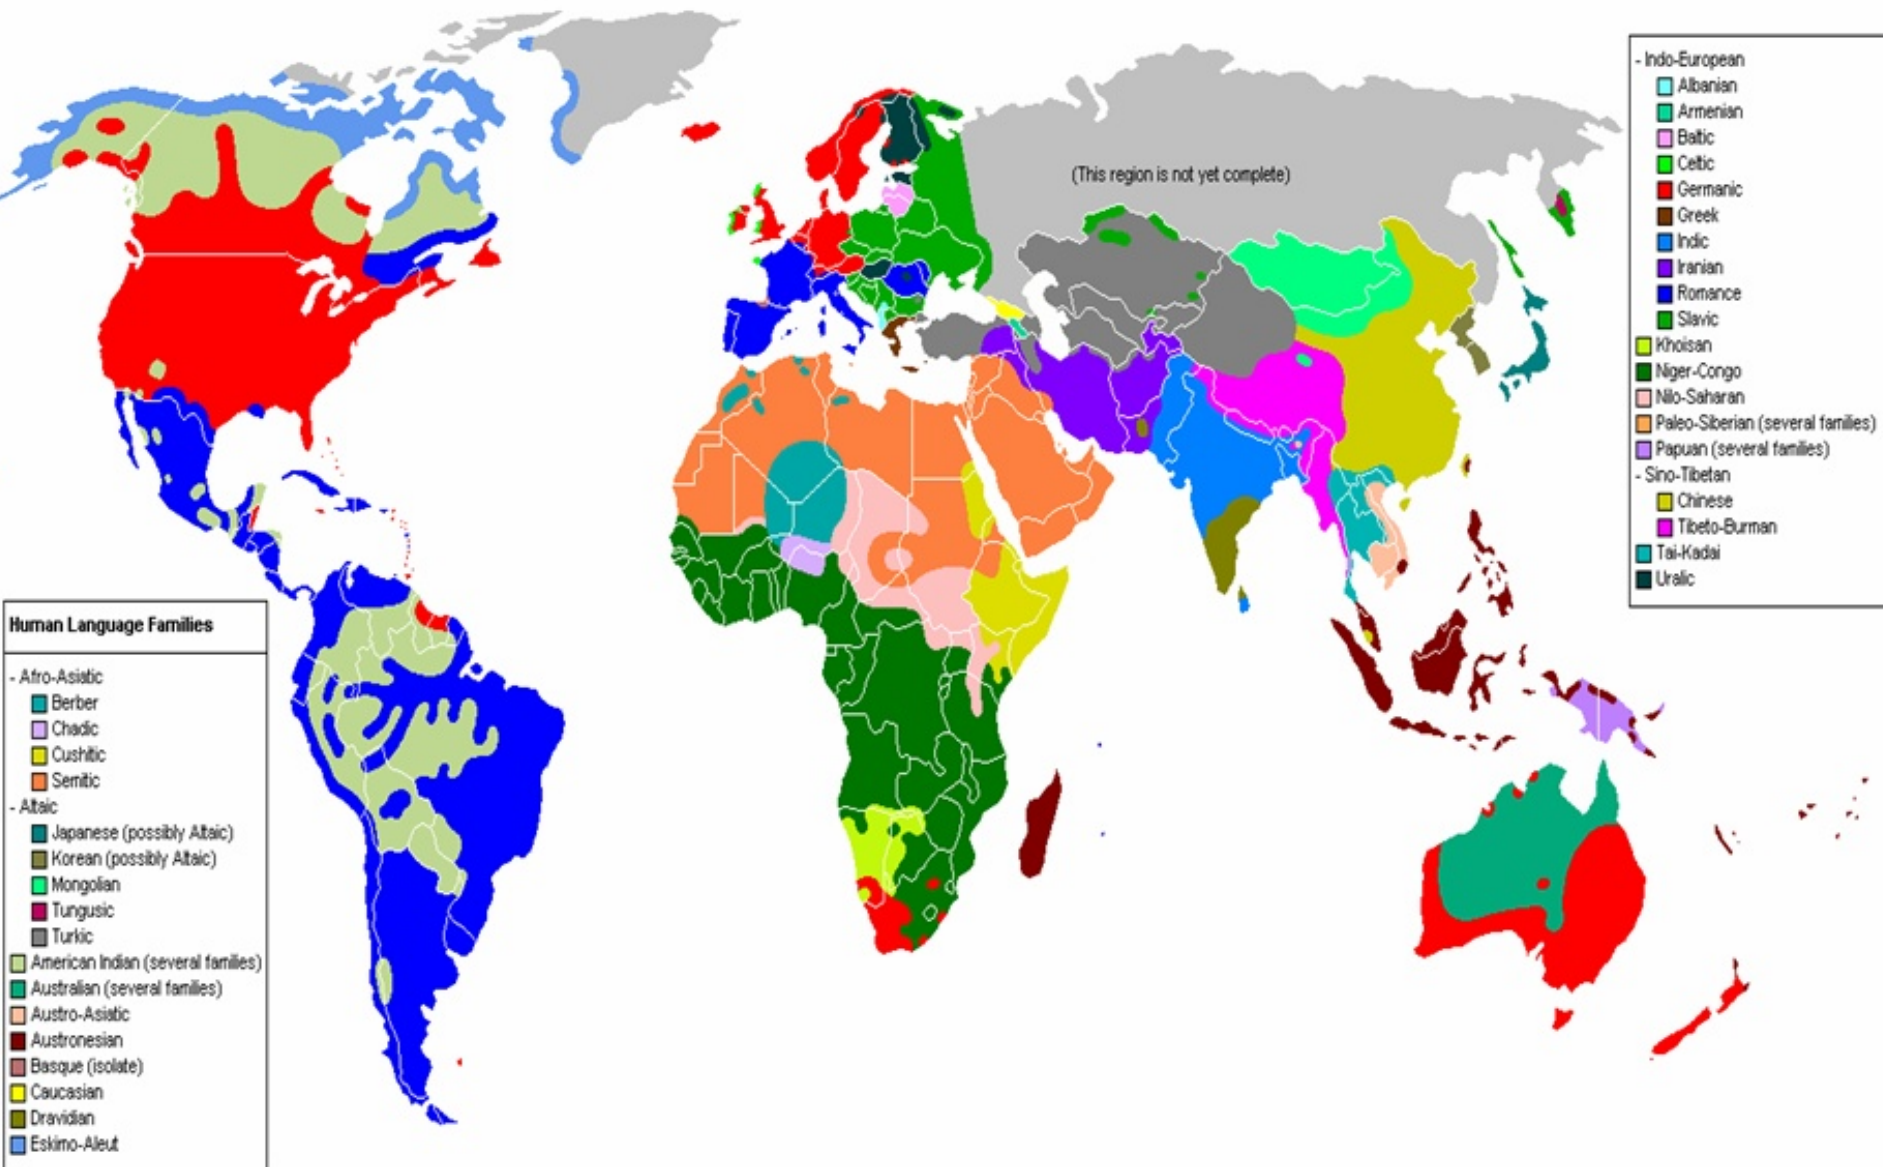 (This region is not yet complete)
- Indo-European
Albanian
Armenian
Baltic
Celtic
Germanic
Greek
Indic
Iranian
Romance
Slavic
Khoisan
Niger-Congo
Nilo-Saharan
Paleo-Siberian (several families)
Papuan (several families)
- Sino-Tibetan
Chinese
Tibeto-Burman
Tai-Kadai
Uralic
Human Language Families
- Afro-Asiatic
Berber
Chadic
Cushitic
Semitic
- Altaic
Japanese (possibly Altaic)
Korean (possibly Altaic)
Mongolian
Tungusic
Turkic
American Indian (several families)
Australian (several families)
Austro-Asiatic
Austronesian
Basque (isolate)
Caucasian
Dravidian
Eskimo-Aleut